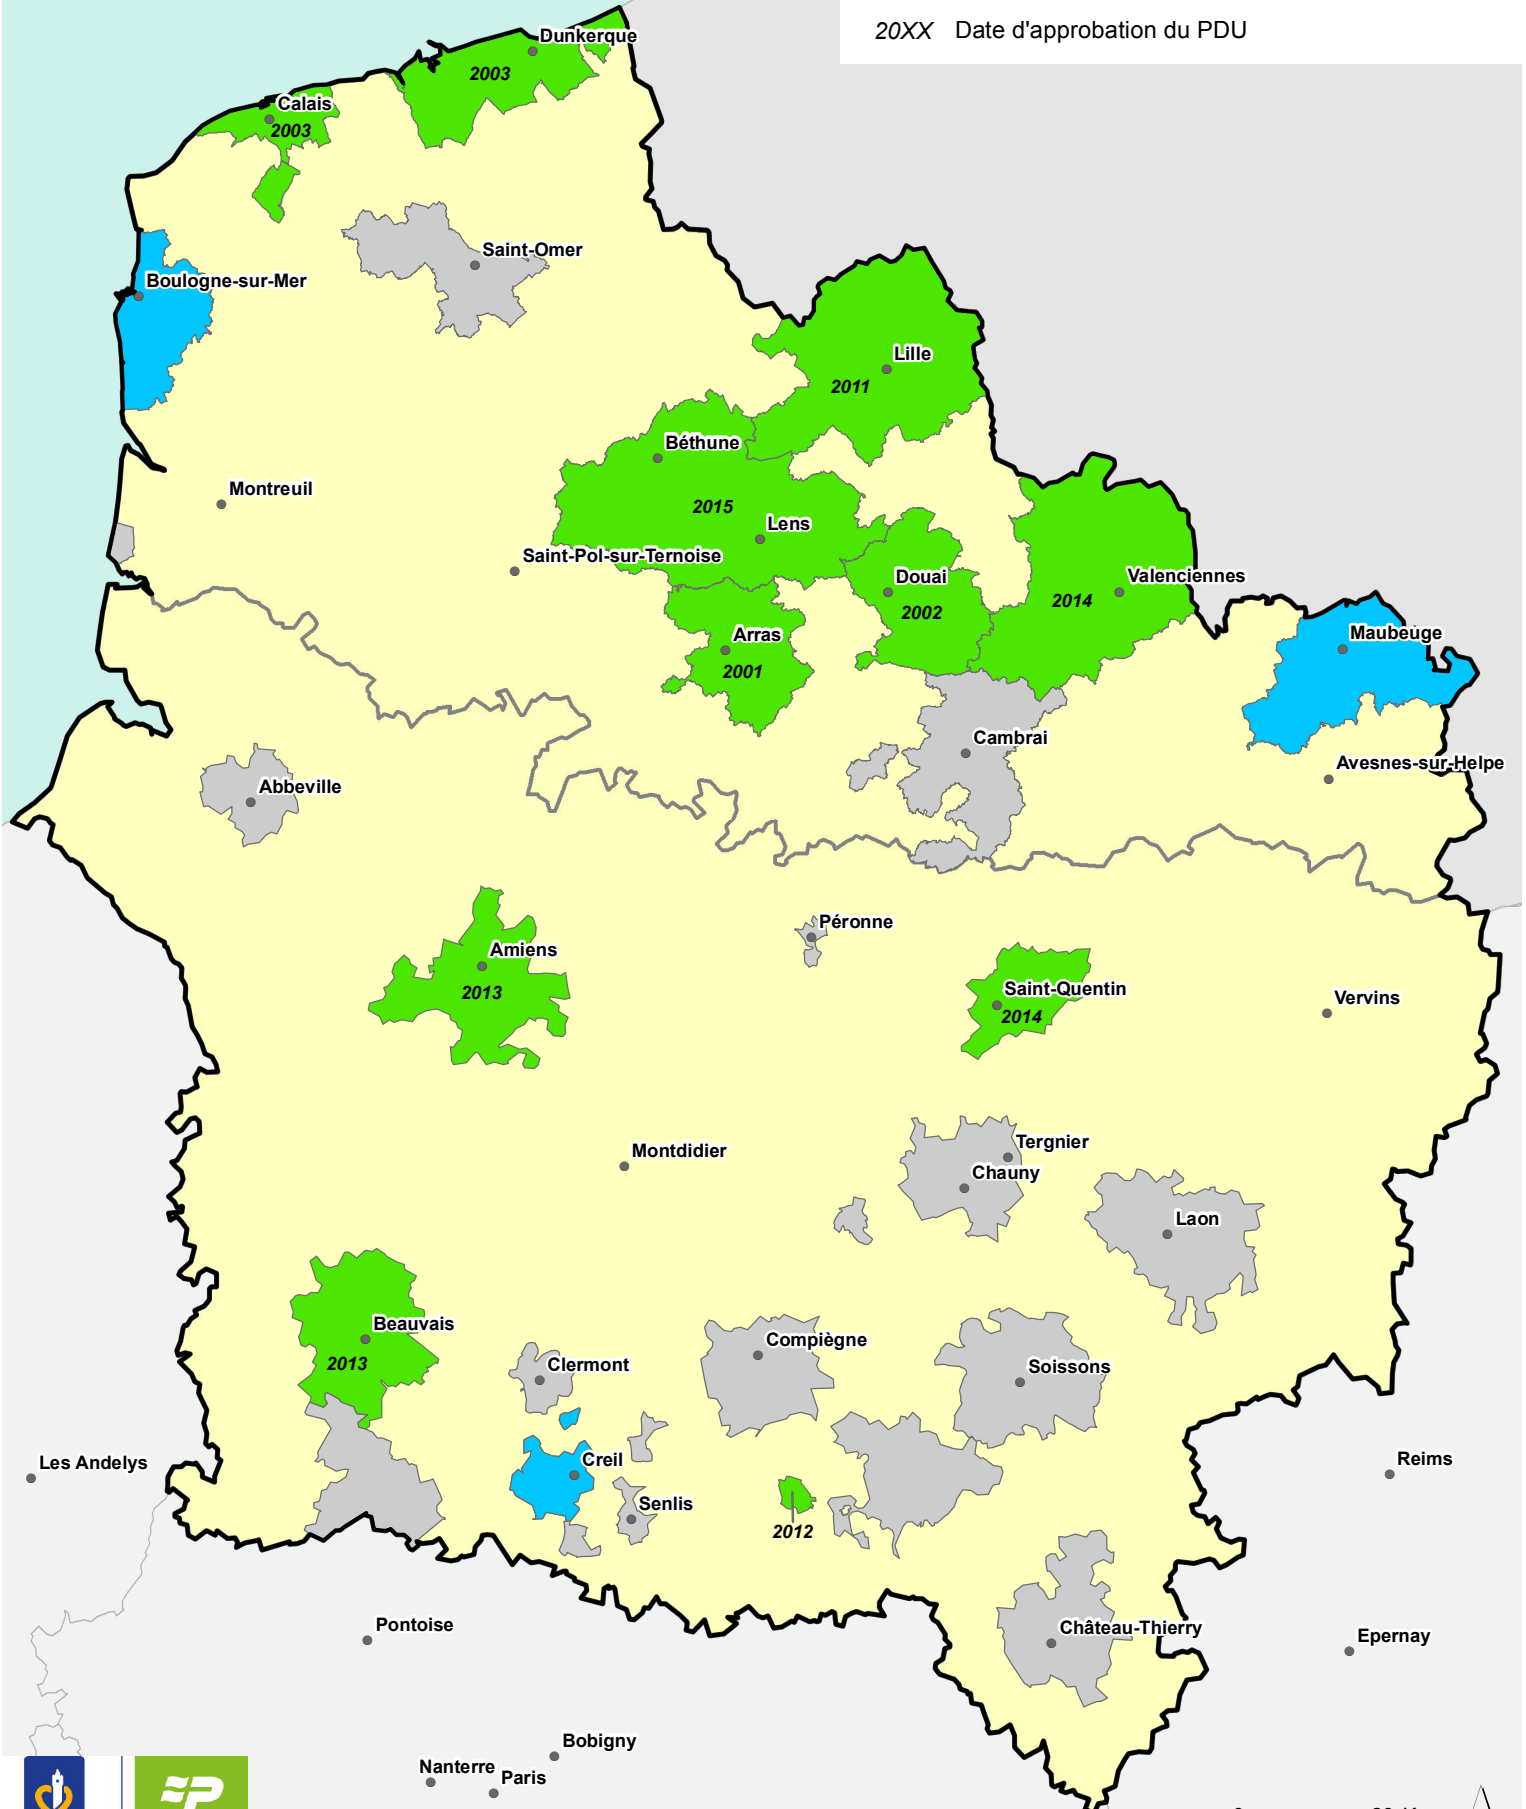 20XX Date d'approbation du PDU
Dunkerque
2003
Calais
2003
Saint-Omer
Boulogne-sur-Mer
Lille
2011
Béthune
Montreuil
2015
Lens
Saint-Pol-sur-Ternoise
Douai
2002
Valenciennes
2014
Arras
2001
Maubeuge
Cambrai
Avesnes-sur-Helpe
Abbeville
Péronne
Amiens
2013
Saint-Quentin
2014
Vervins
Tergnier
Montdidier
Chauny
Laon
Beauvais
2013
Compiègne
Clermont
Soissons
Les Andelys
Creil
Reims
Senlis
2012
Pontoise
Château-Thierry
Epernay
Bobigny
Nanterre
Paris